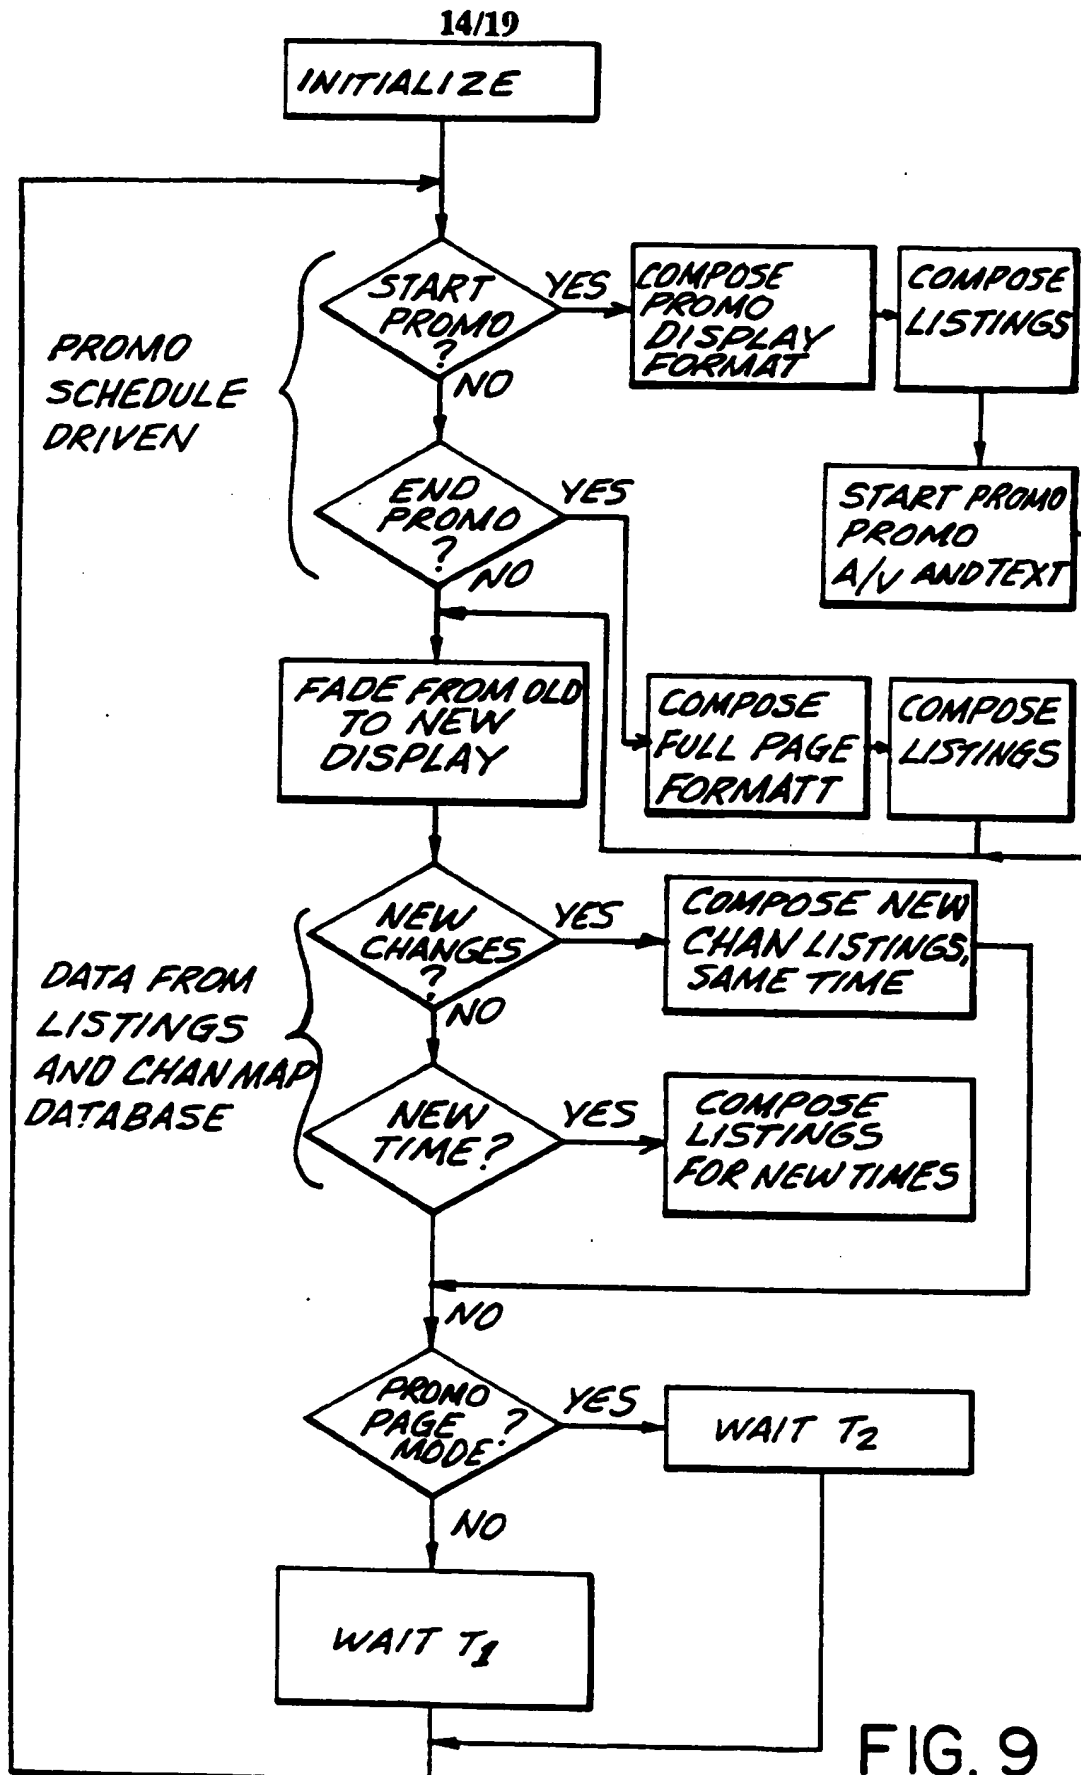 14/19
INITIALIZE
START
PROMO
?
YES
NO
COMPOSE
PROMO
DISPLAY
FORMAT
COMPOSE
LISTINGS
PROMO
SCHEDULE
DRIVEN
START PROMO
PROMO
A/V AND TEXT
END
PROMO
?
YES
NO
FADE FROM OLD
TO NEW
DISPLAY
COMPOSE
FULL PAGE
FORMATT
COMPOSE
LISTINGS
NEW
CHANGES
?
YES
NO
COMPOSE NEW
CHAN LISTINGS,
SAME TIME
DATA FROM
LISTINGS
AND CHAN MAP
DATABASE
NEW
TIME?
YES
COMPOSE
LISTINGS
FOR NEW TIMES
NO
PROMO
PAGE ?
MODE
YES
WAIT T2
NO
WAIT T1
FIG. 9